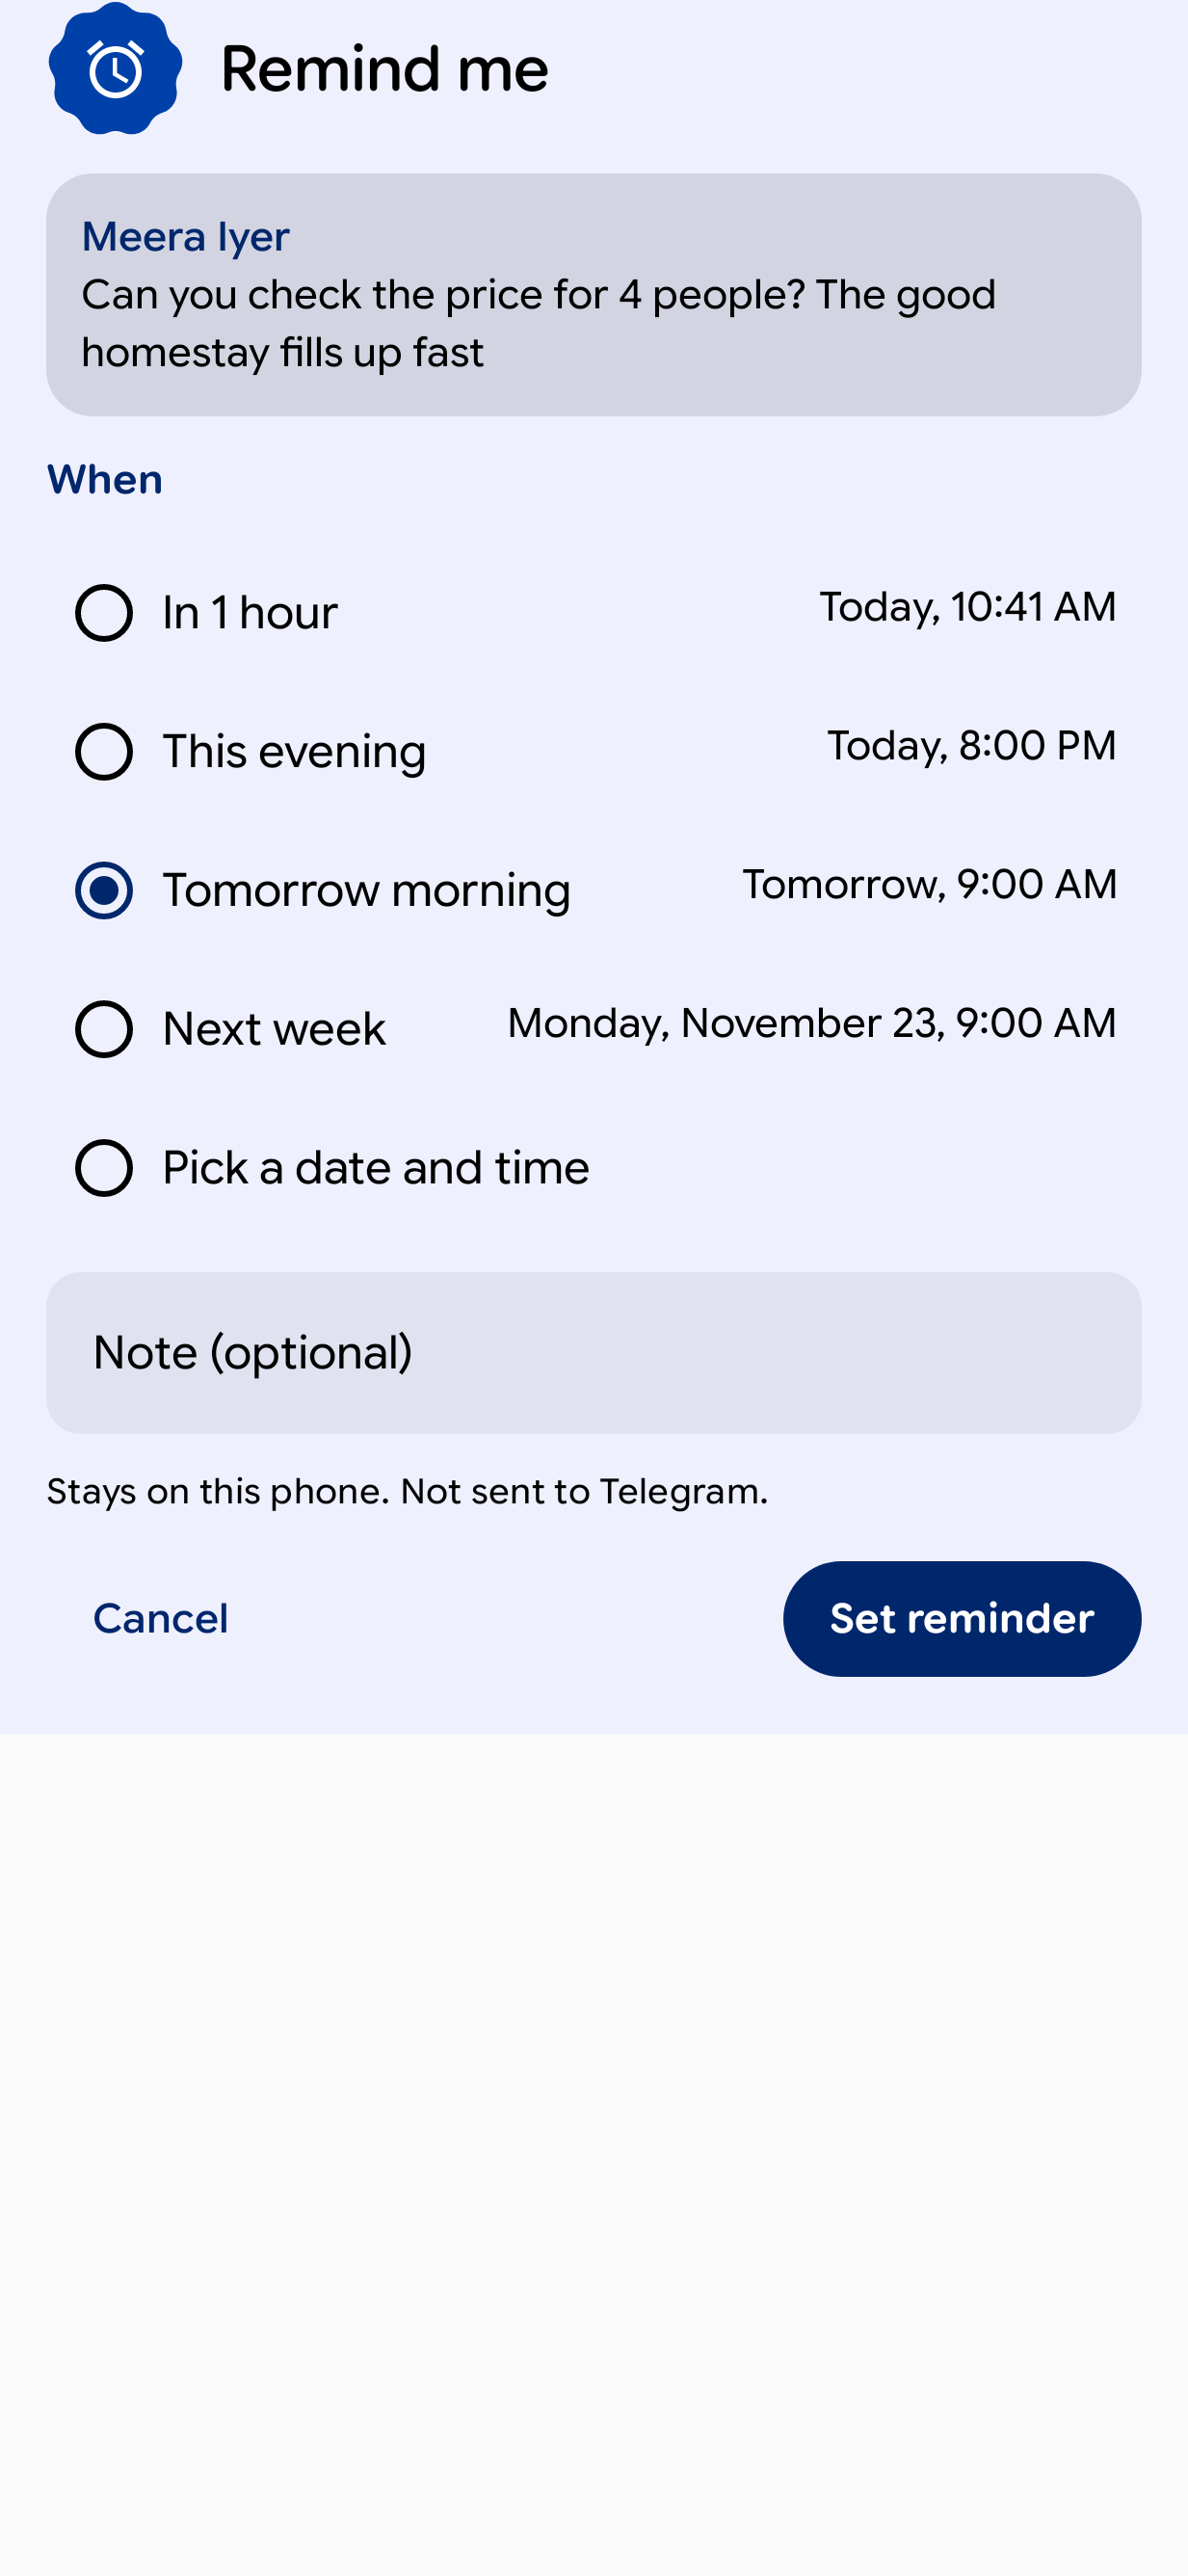 Remind me
Meera Iyer
Can you check the price for 4 people? The good
homestay fills up fast
When
In 1 hour
Today, 10:41 AM
This evening
Today, 8:00 PM
Tomorrow morning
Tomorrow, 9:00 AM
Next week
Monday, November 23, 9:00 AM
Pick a date and time
Note (optional)
Stays on this phone. Not sent to Telegram.
Cancel
Set reminder